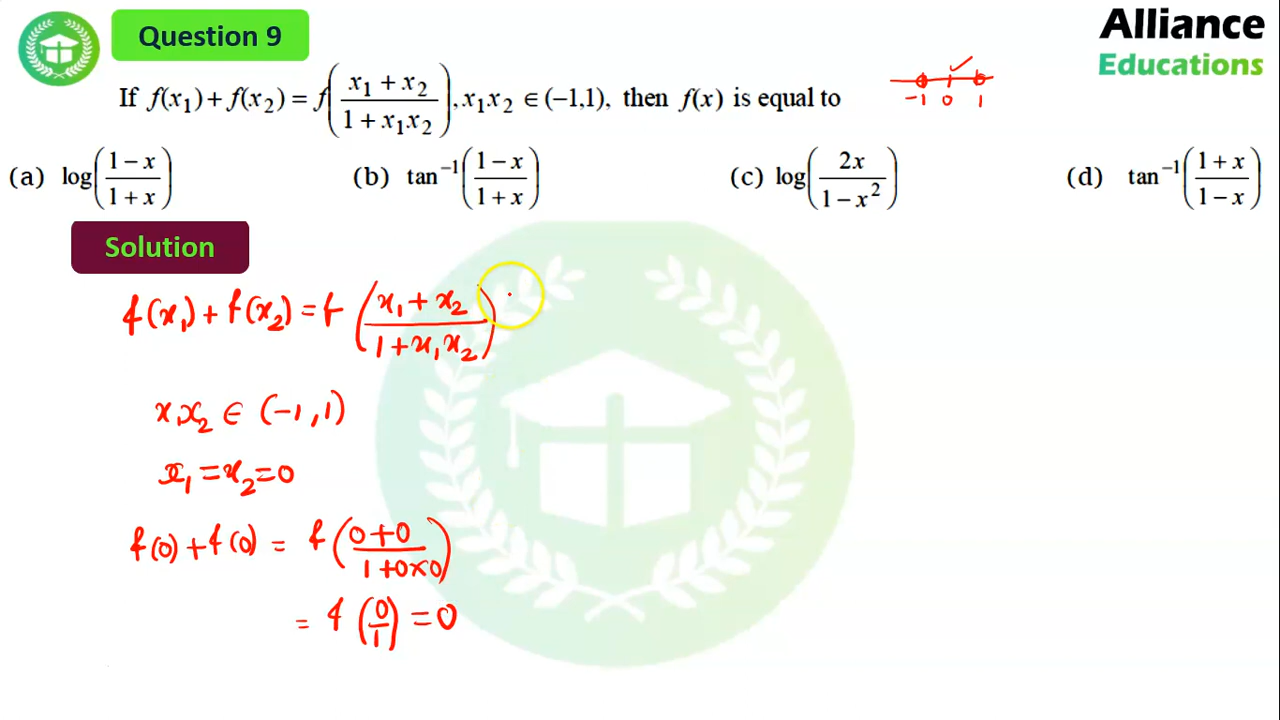 Question 9
Alliance
Educations
If f(x₁)+f(x₂) = f((x₁ + x₂)/(1 + x₁x₂)), x₁x₂ ∈ (−1,1), then f(x) is equal to
-1 0 1
(a) log((1 − x)/(1 + x)) (b) tan⁻¹((1 − x)/(1 + x)) (c) log(2x/(1 − x²)) (d) tan⁻¹((1 + x)/(1 − x))
Solution
f(x₁) + f(x₂) = f((x₁ + x₂)/(1 + x₁x₂))
x₁x₂ ∈ (-1, 1)
x₁ = x₂ = 0
f(0) + f(0) = f((0+0)/(1+0×0))
= f(0/1) = 0